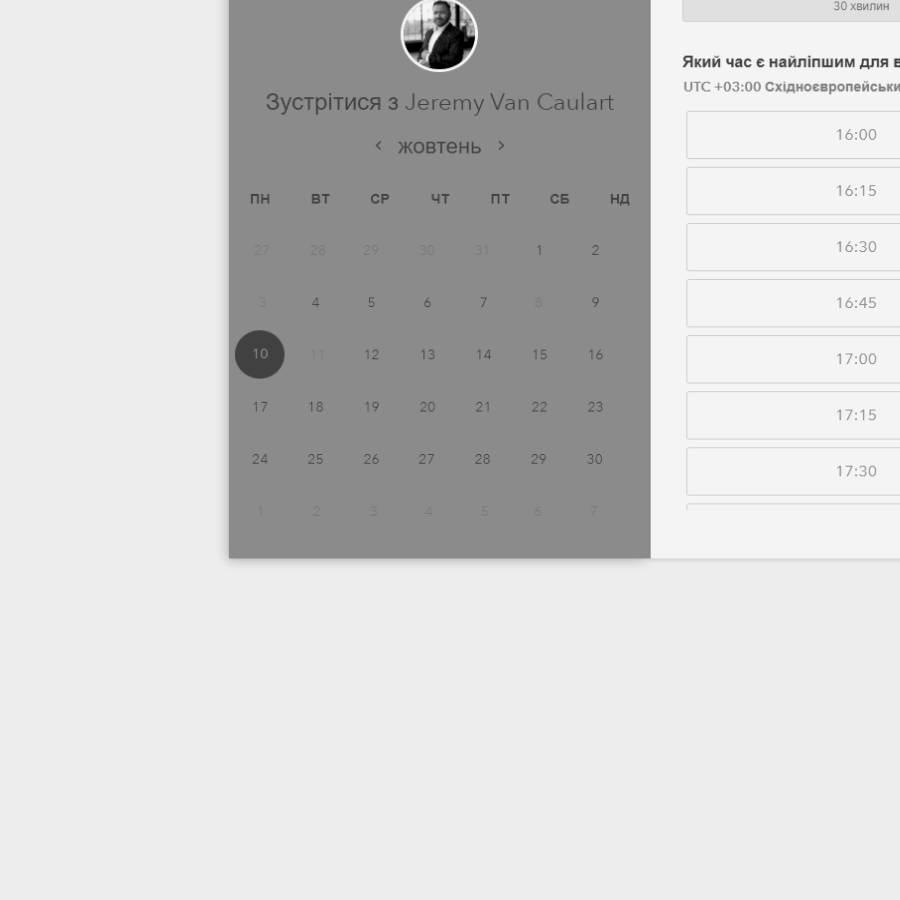 Зустрітися з Jeremy Van Caulart
‹ жовтень ›
ПН ВТ СР ЧТ ПТ СБ НД
27 28 29 30 31 1 2
3 4 5 6 7 8 9
10 11 12 13 14 15 16
17 18 19 20 21 22 23
24 25 26 27 28 29 30
1 2 3 4 5 6 7
30 хвилин
Який час є найліпшим для
UTC +03:00
16:00
16:15
16:30
16:45
17:00
17:15
17:30